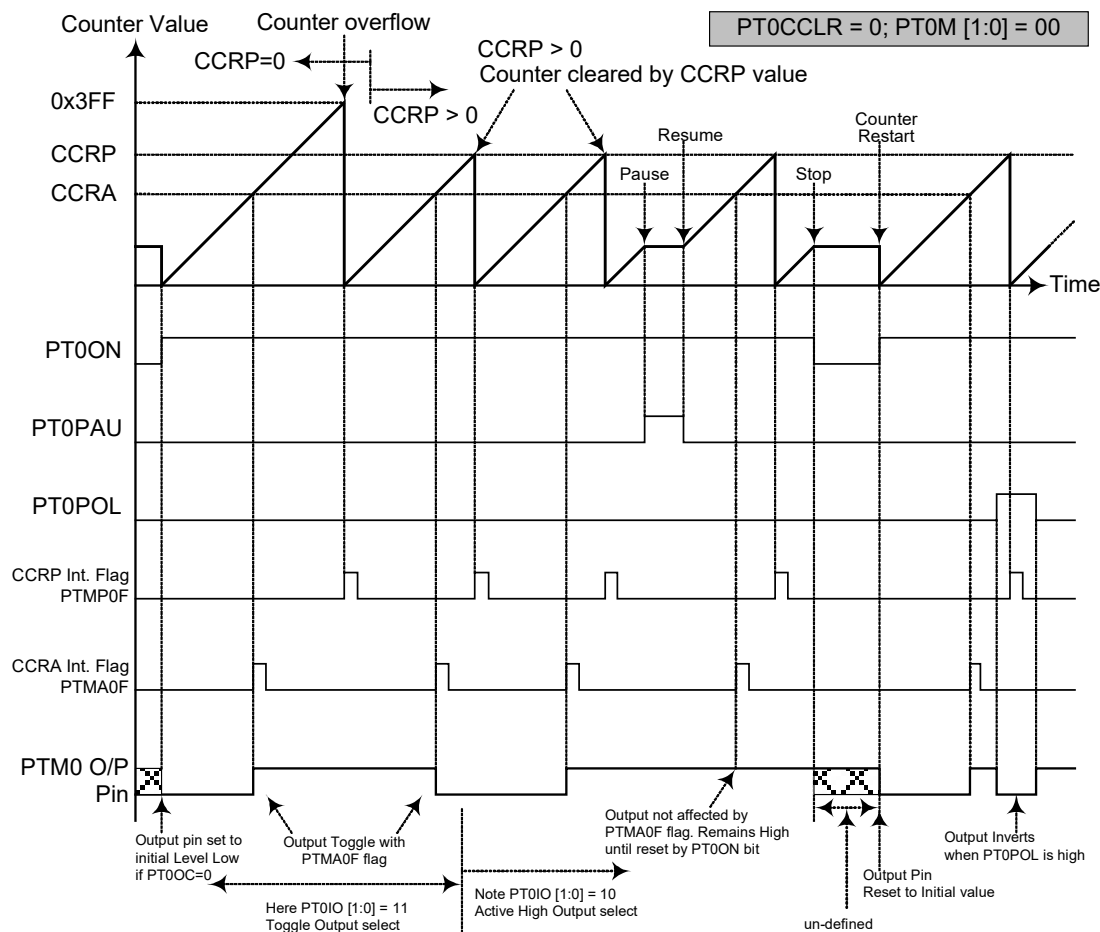 Counter Value
Counter overflow
PT0CCLR = 0; PT0M [1:0] = 00
CCRP=0
CCRP > 0
CCRP > 0
Counter cleared by CCRP value
0x3FF
CCRP
CCRA
Pause
Resume
Stop
Counter
Restart
Time
PT0ON
PT0PAU
PT0POL
CCRP Int. Flag
PTMP0F
CCRA Int. Flag
PTMA0F
PTM0 O/P
Pin
Output pin set to
initial Level Low
if PT0OC=0
Output Toggle with
PTMA0F flag
Here PT0IO [1:0] = 11
Toggle Output select
Note PT0IO [1:0] = 10
Active High Output select
Output not affected by
PTMA0F flag. Remains High
until reset by PT0ON bit
un-defined
Output Pin
Reset to Initial value
Output Inverts
when PT0POL is high